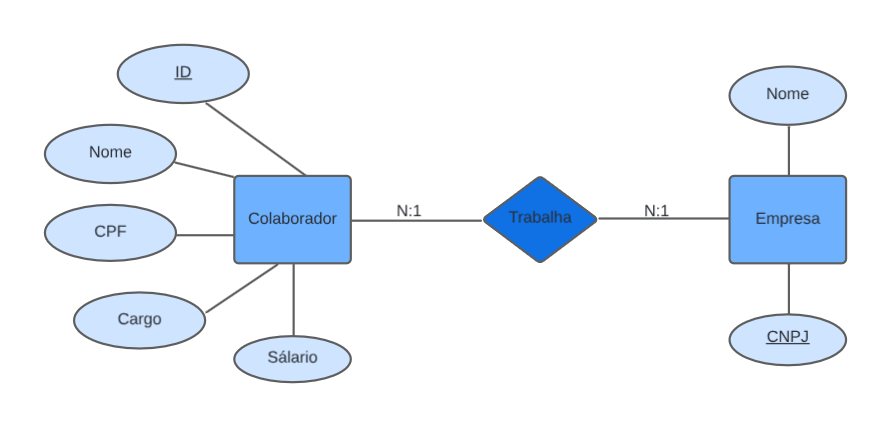 ID
Nome
Nome
CPF
Colaborador
N:1
Trabalha
N:1
Empresa
Cargo
Sálario
CNPJ